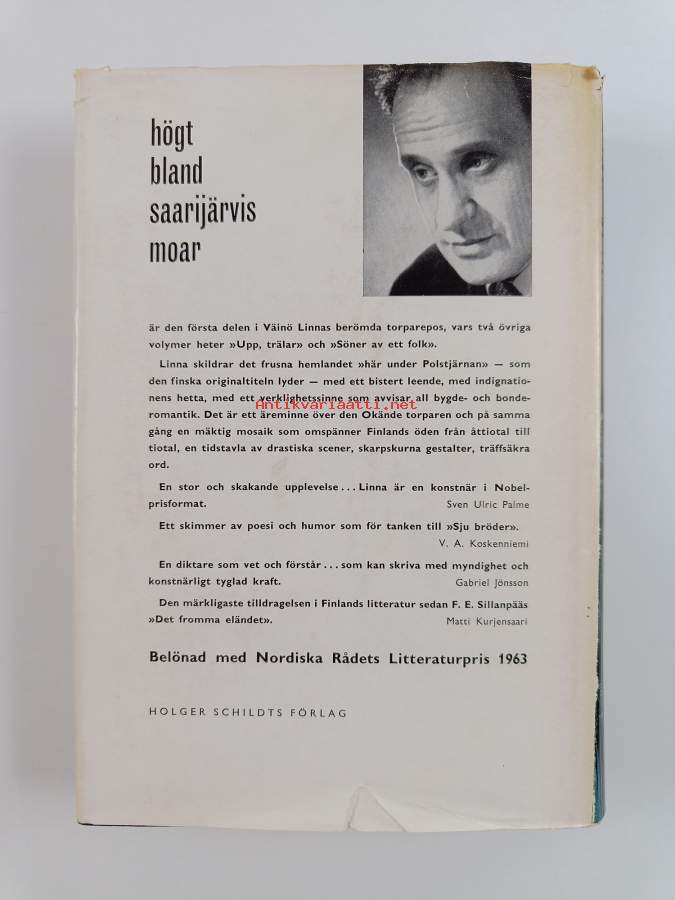 högt
bland
saarijärvis
moar
är den första delen i Väinö Linnas berömda torparepos, vars två övriga
volymer heter »Upp, trälar» och »Söner av ett folk».
Linna skildrar det frusna hemlandet »här under Polstjärnan» — som
den finska originaltiteln lyder — med ett bistert leende, med indignatio-
nens hetta, med ett verklighetssinne som avvisar all bygde- och bonde-
Antikvariaatti.net
romantik. Det är ett äreminne över den Okände torparen och på samma
gång en mäktig mosaik som omspänner Finlands öden från åttiotal till
tiotal, en tidstavla av drastiska scener, skarpskurna gestalter, träffsäkra
ord.
En stor och skakande upplevelse ... Linna är en konstnär i Nobel-
prisformat. Sven Ulric Palme
Ett skimmer av poesi och humor som för tanken till »Sju bröder».
V. A. Koskenniemi
En diktare som vet och förstår ... som kan skriva med myndighet och
konstnärligt tyglad kraft. Gabriel Jönsson
Den märkligaste tilldragelsen i Finlands litteratur sedan F. E. Sillanpääs
»Det fromma eländet». Matti Kurjensaari
Belönad med Nordiska Rådets Litteraturpris 1963
HOLGER SCHILDTS FÖRLAG